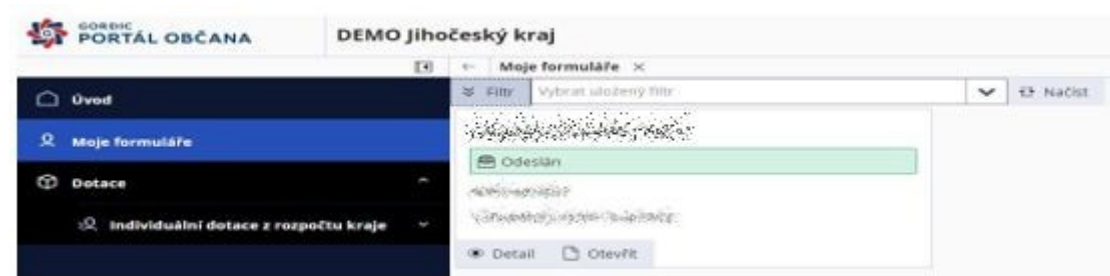 GORDIC
PORTÁL OBČANA
DEMO Jihočeský kraj
← Moje formuláře ×
Filtr Vybrat uložený filtr Načíst
Úvod
Moje formuláře
Odeslán
Dotace
Individuální dotace z rozpočtu kraje
Detail Otevřít